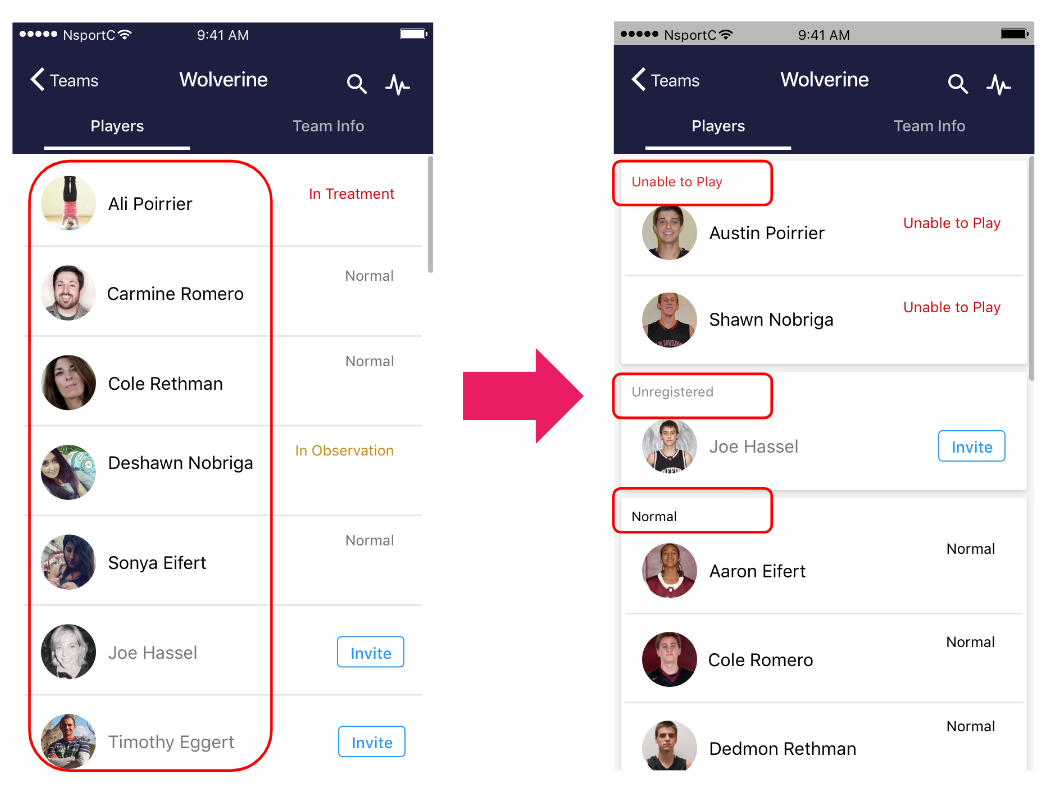 NsportC 9:41 AM
Teams Wolverine
Players Team Info
Ali Poirrier In Treatment
Carmine Romero Normal
Cole Rethman Normal
Deshawn Nobriga In Observation
Sonya Eifert Normal
Joe Hassel Invite
Timothy Eggert Invite
NsportC 9:41 AM
Teams Wolverine
Players Team Info
Unable to Play
Austin Poirrier Unable to Play
Shawn Nobriga Unable to Play
Unregistered
Joe Hassel Invite
Normal
Aaron Eifert Normal
Cole Romero Normal
Dedmon Rethman Normal